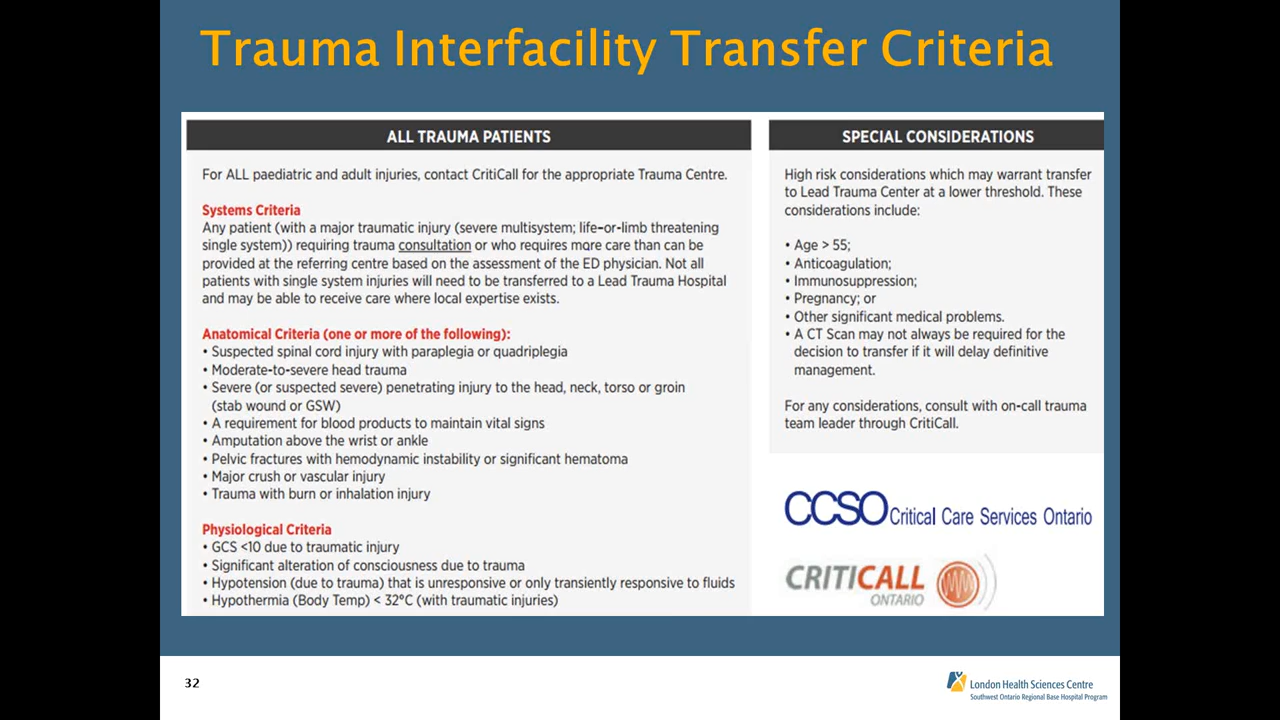 Trauma Interfacility Transfer Criteria
ALL TRAUMA PATIENTS
For ALL paediatric and adult injuries, contact CritiCall for the appropriate Trauma Centre.
Systems Criteria
Any patient (with a major traumatic injury (severe multisystem; life-or-limb threatening
single system)) requiring trauma consultation or who requires more care than can be
provided at the referring centre based on the assessment of the ED physician. Not all
patients with single system injuries will need to be transferred to a Lead Trauma Hospital
and may be able to receive care where local expertise exists.
Anatomical Criteria (one or more of the following):
• Suspected spinal cord injury with paraplegia or quadriplegia
• Moderate-to-severe head trauma
• Severe (or suspected severe) penetrating injury to the head, neck, torso or groin
(stab wound or GSW)
• A requirement for blood products to maintain vital signs
• Amputation above the wrist or ankle
• Pelvic fractures with hemodynamic instability or significant hematoma
• Major crush or vascular injury
• Trauma with burn or inhalation injury
Physiological Criteria
• GCS <10 due to traumatic injury
• Significant alteration of consciousness due to trauma
• Hypotension (due to trauma) that is unresponsive or only transiently responsive to fluids
• Hypothermia (Body Temp) < 32°C (with traumatic injuries)
SPECIAL CONSIDERATIONS
High risk considerations which may warrant transfer
to Lead Trauma Center at a lower threshold. These
considerations include:
• Age > 55;
• Anticoagulation;
• Immunosuppression;
• Pregnancy; or
• Other significant medical problems.
• A CT Scan may not always be required for the
decision to transfer if it will delay definitive
management.
For any considerations, consult with on-call trauma
team leader through CritiCall.
CCSO Critical Care Services Ontario
CRITICALL
ONTARIO
32
London Health Sciences Centre
Southwest Ontario Regional Base Hospital Program